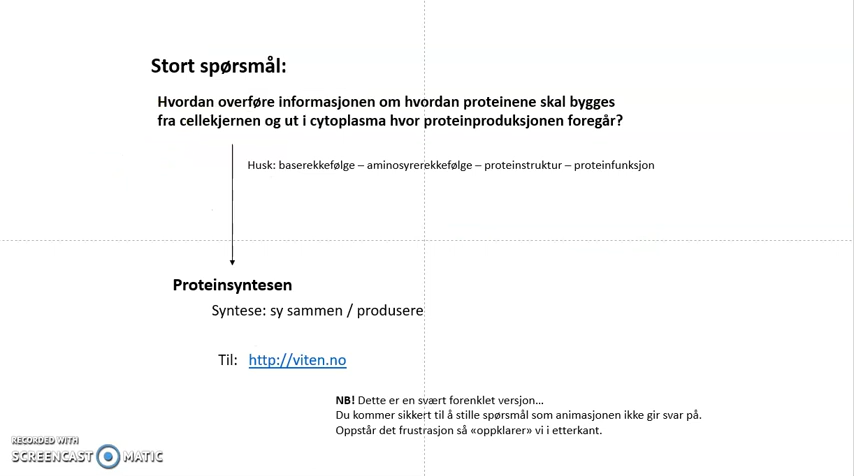 Stort spørsmål:
Hvordan overføre informasjonen om hvordan proteinene skal bygges
fra cellekjernen og ut i cytoplasma hvor proteinproduksjonen foregår?
Husk: baserekkefølge – aminosyrerekkefølge – proteinstruktur – proteinfunksjon
Proteinsyntesen
Syntese: sy sammen / produsere
Til: http://viten.no
NB! Dette er en svært forenklet versjon…
Du kommer sikkert til å stille spørsmål som animasjonen ikke gir svar på.
Oppstår det frustrasjon så «oppklarer» vi i etterkant.
RECORDED WITH
SCREENCAST MATIC